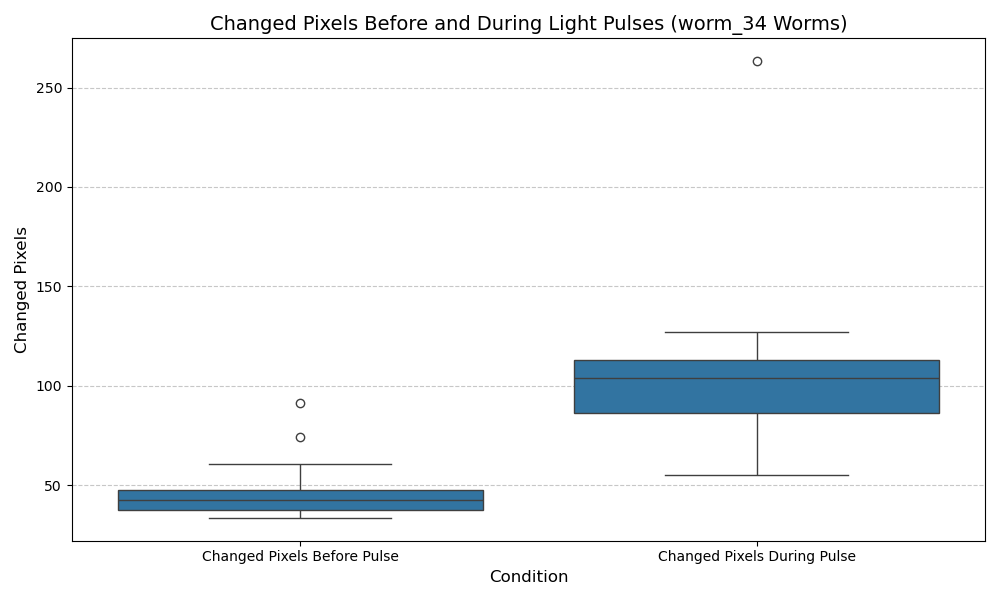 Changed Pixels Before and During Light Pulses (worm_34 Worms)
Changed Pixels
250
200
150
100
50
Changed Pixels Before Pulse
Changed Pixels During Pulse
Condition